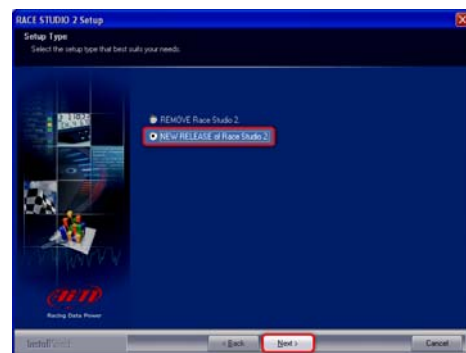 RACE STUDIO 2 Setup
Setup Type
Select the setup type that best suits your needs.
REMOVE Race Studio 2.
NEW RELEASE of Race Studio 2.
AIM
Racing Data Power
InstallShield
< Back
Next >
Cancel